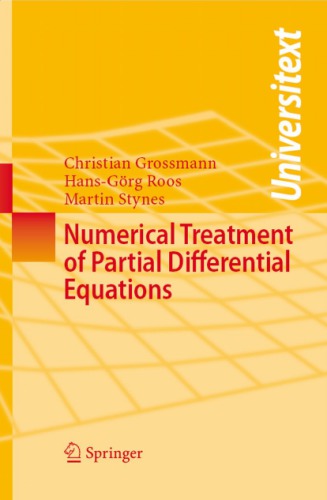 Universitext
Christian Grossmann
Hans-Görg Roos
Martin Stynes
Numerical Treatment
of Partial Differential
Equations
Springer